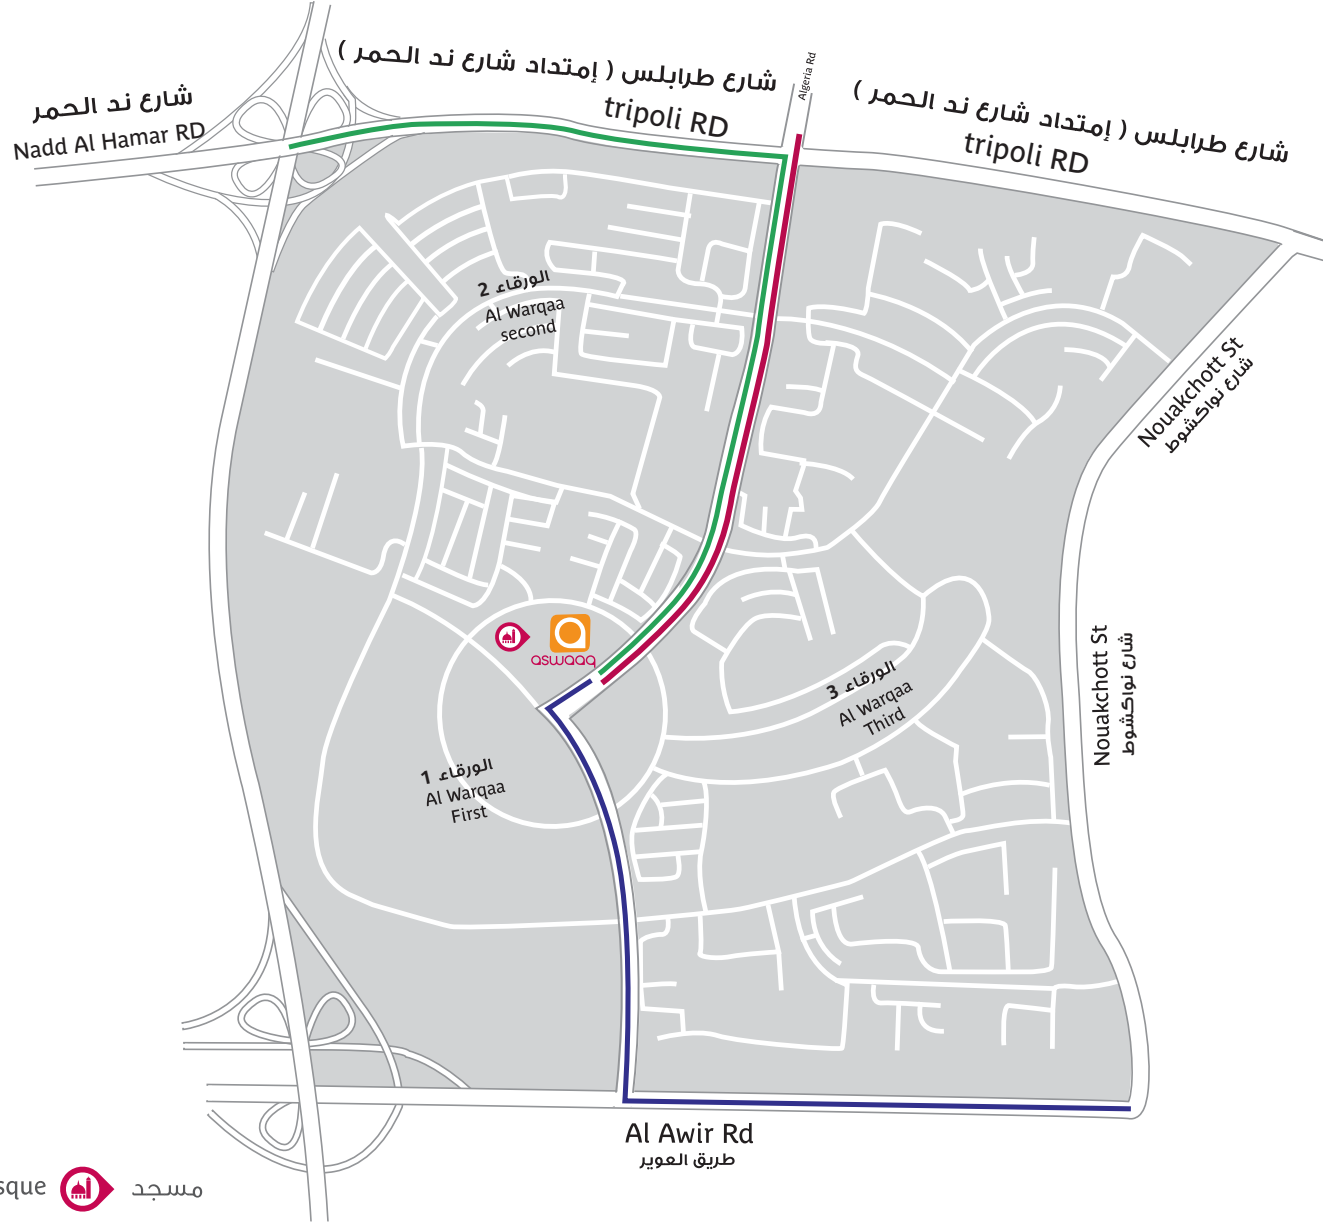 شارع ند الحمر
Nadd Al Hamar RD
شارع طرابلس ( إمتداد شارع ند الحمر )
tripoli RD
Algeria Rd
شارع طرابلس ( إمتداد شارع ند الحمر )
tripoli RD
الورقاء 2
Al Warqaa
second
Nouakchott St
شارع نواكشوط
aswaaq
Nouakchott St
شارع نواكشوط
الورقاء 3
Al Warqaa
Third
الورقاء 1
Al Warqaa
First
Al Awir Rd
طريق العوير
sque
مسجد